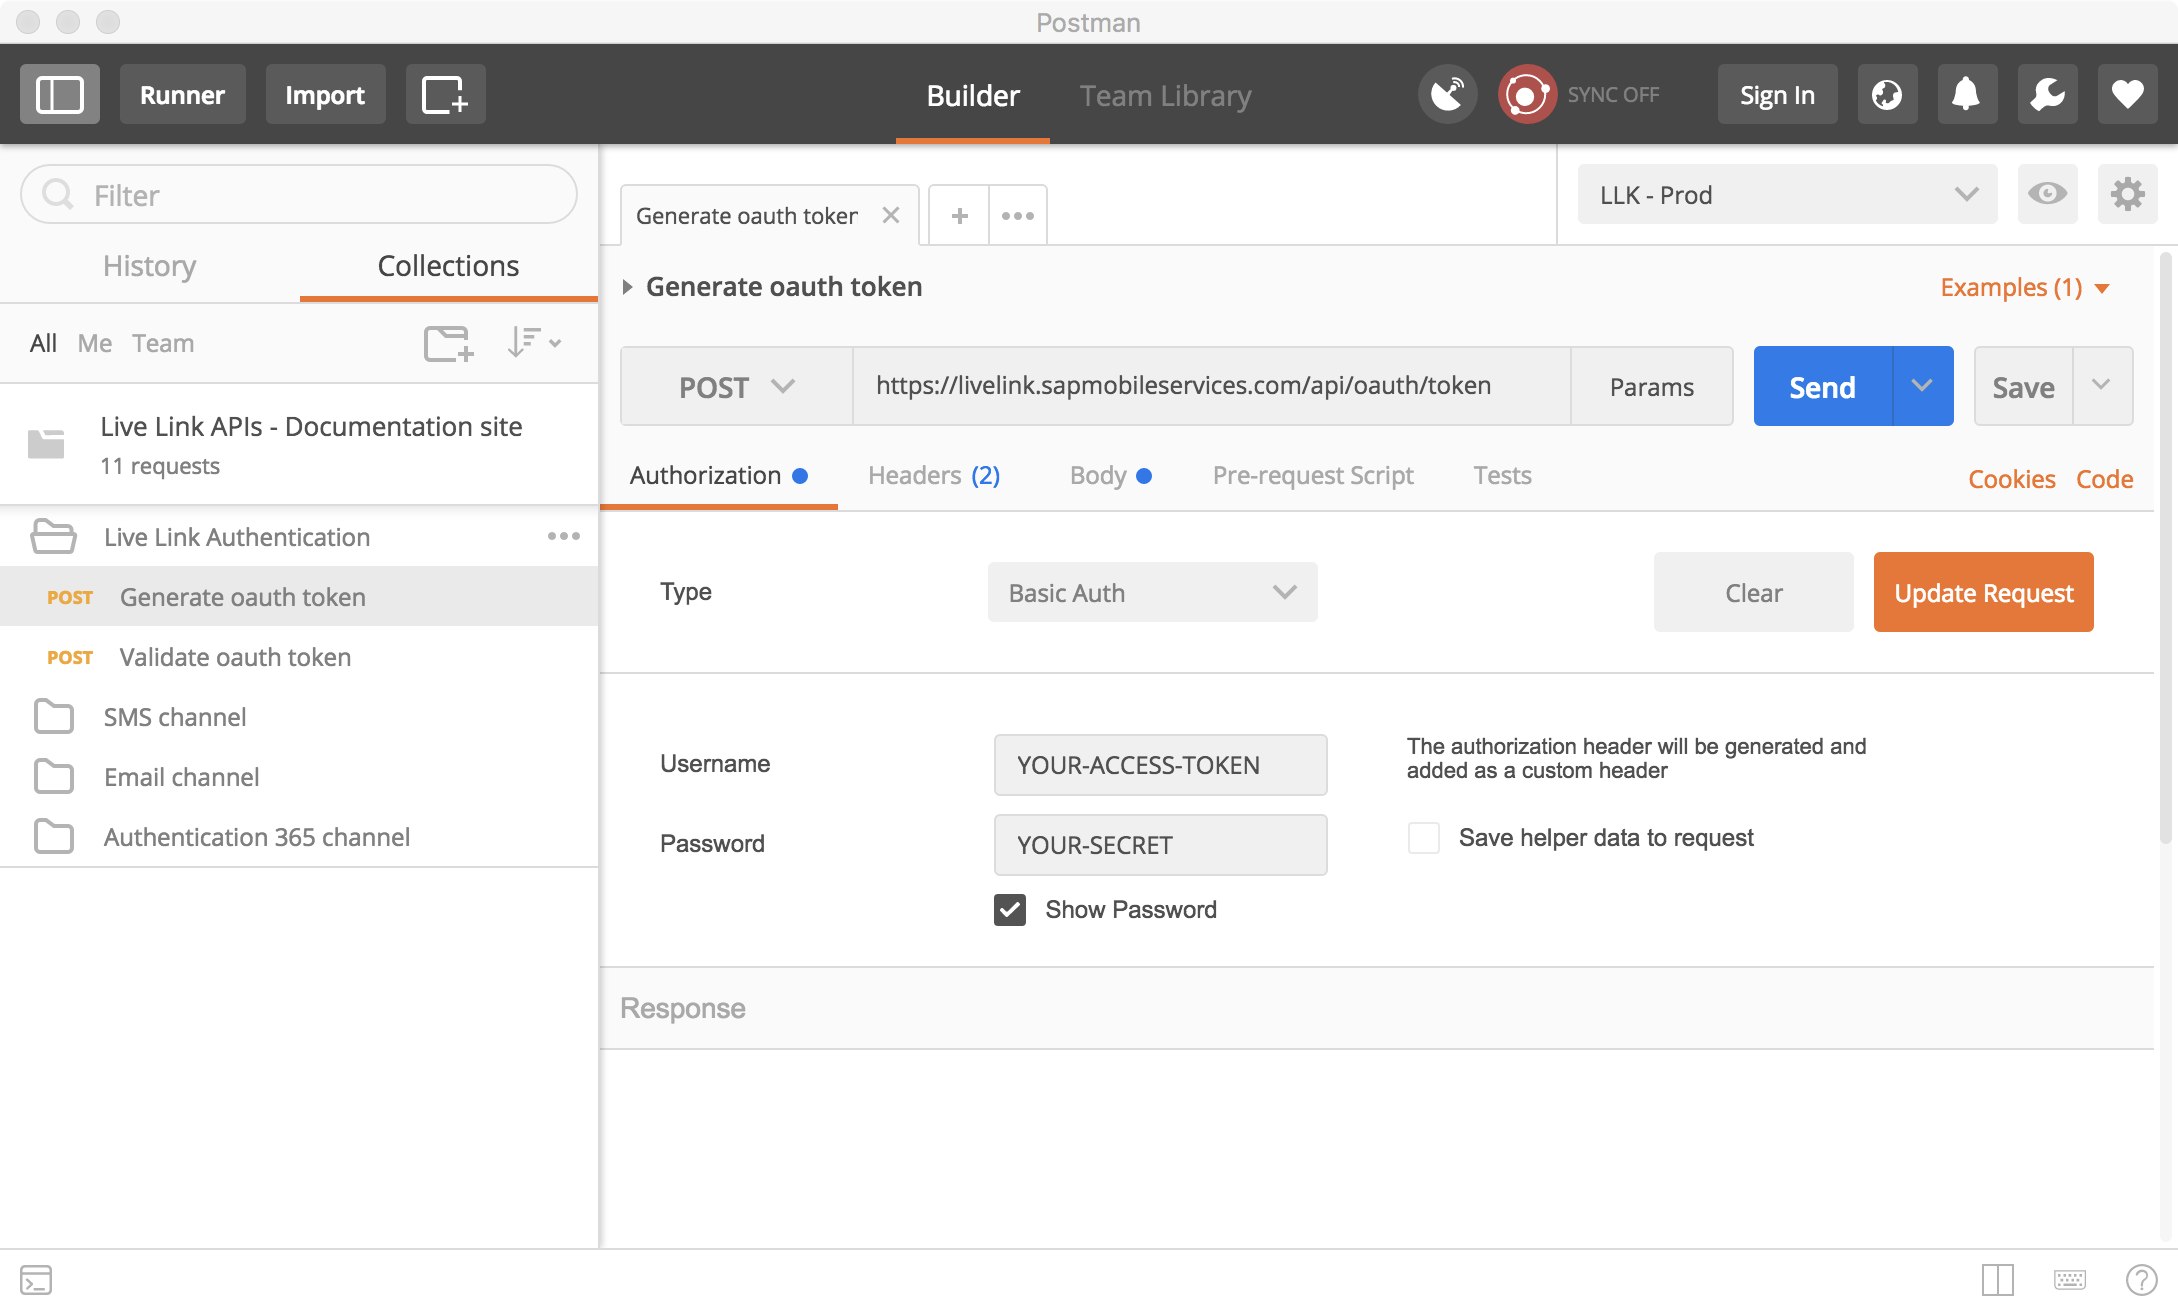 Postman
Runner
Import
Builder
Team Library
SYNC OFF
Sign In
Filter
History
Collections
All Me Team
Live Link APIs - Documentation site
11 requests
Live Link Authentication
POST Generate oauth token
POST Validate oauth token
SMS channel
Email channel
Authentication 365 channel
Generate oauth token
LLK - Prod
Generate oauth token
Examples (1)
POST
https://livelink.sapmobileservices.com/api/oauth/token
Params
Send
Save
Authorization
Headers (2)
Body
Pre-request Script
Tests
Cookies Code
Type
Basic Auth
Clear
Update Request
Username
YOUR-ACCESS-TOKEN
The authorization header will be generated and
added as a custom header
Password
YOUR-SECRET
Save helper data to request
Show Password
Response